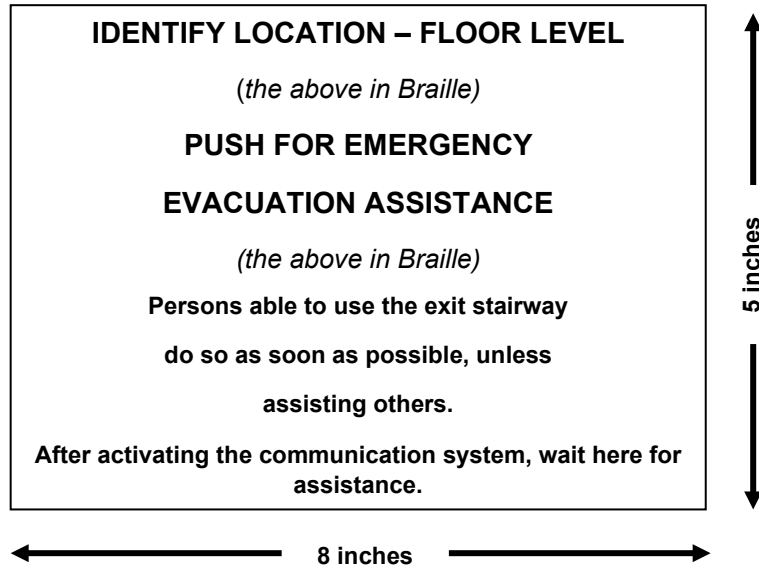 IDENTIFY LOCATION – FLOOR LEVEL
(the above in Braille)
PUSH FOR EMERGENCY
EVACUATION ASSISTANCE
(the above in Braille)
Persons able to use the exit stairway
do so as soon as possible, unless
assisting others.
After activating the communication system, wait here for
assistance.
5 inches
8 inches